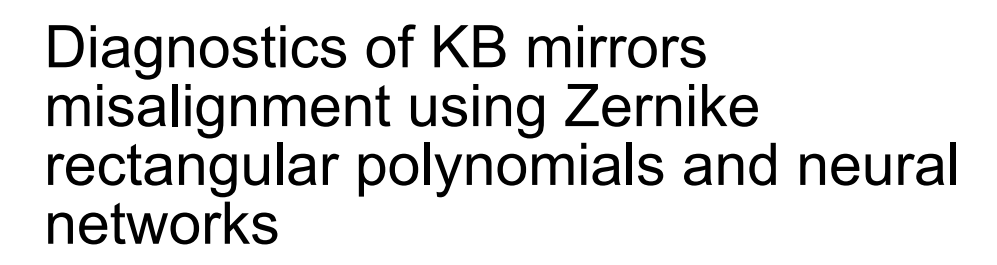 Diagnostics of KB mirrors
misalignment using Zernike
rectangular polynomials and neural
networks